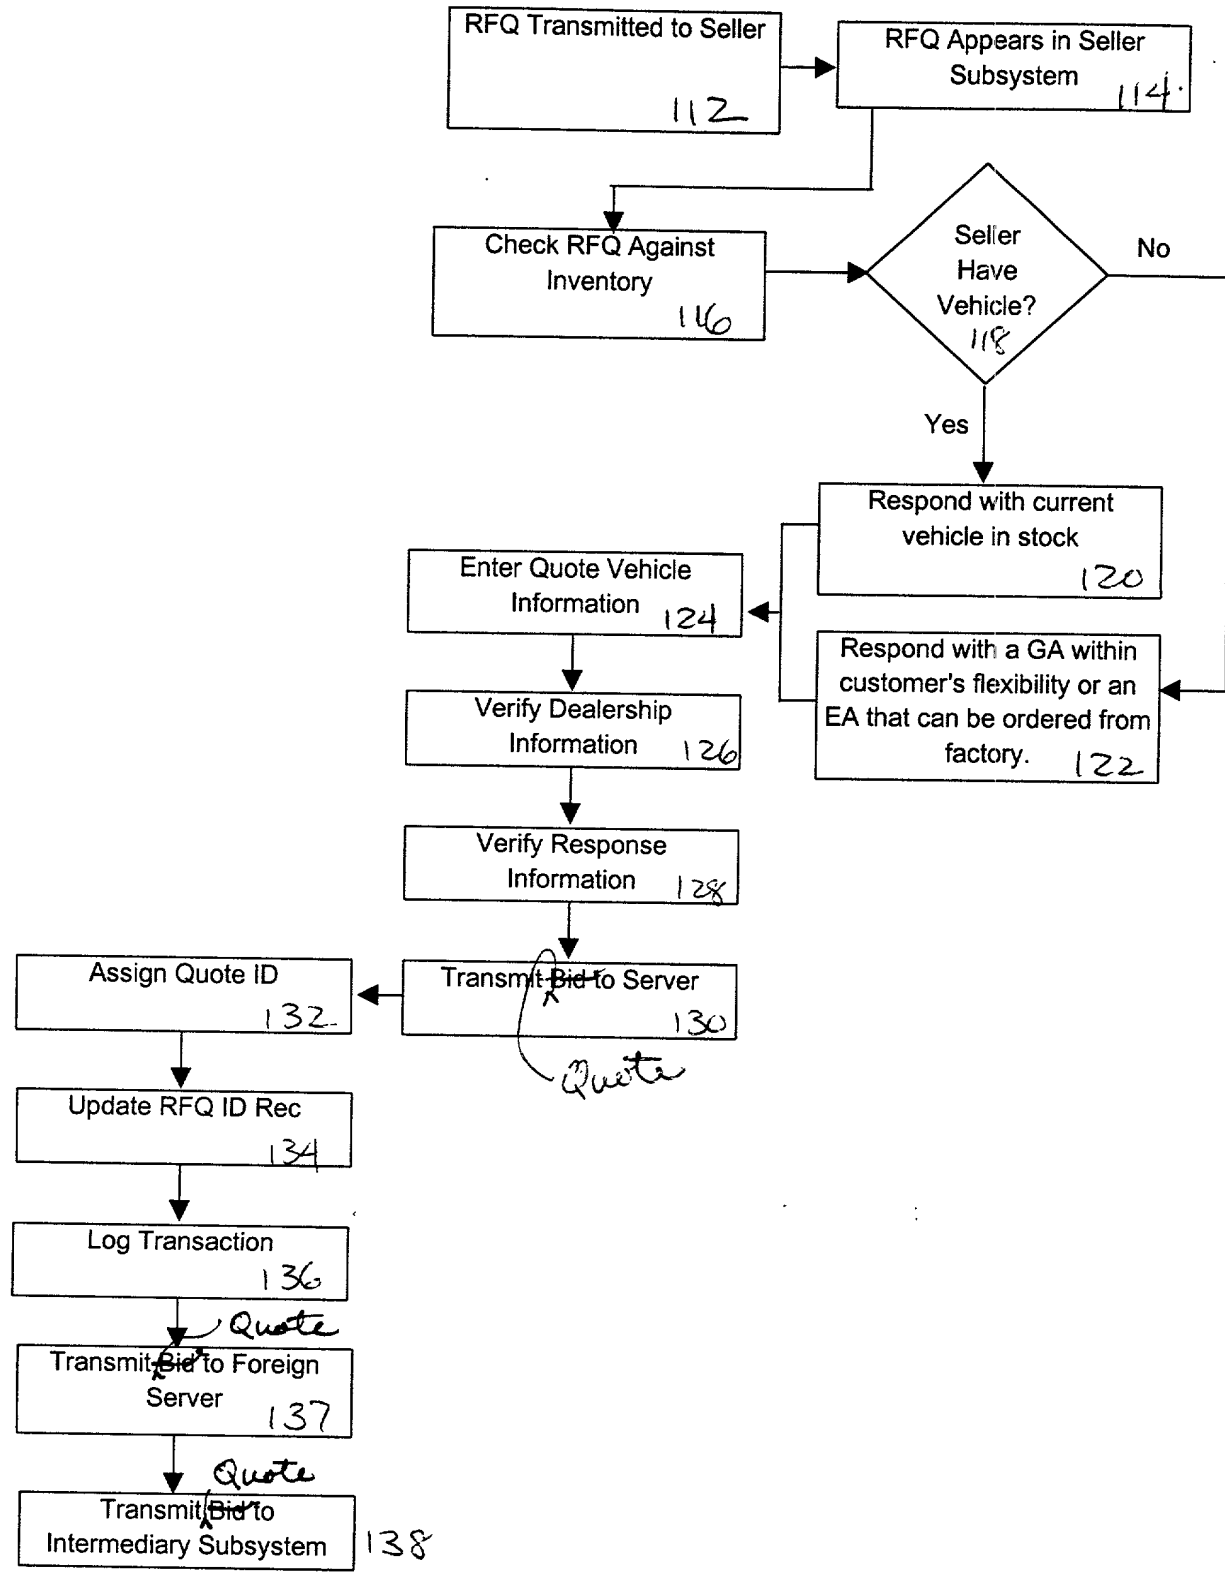 RFQ Transmitted to Seller
112
RFQ Appears in Seller
Subsystem
114
Check RFQ Against
Inventory
116
Seller
Have
Vehicle?
118
No
Yes
Respond with current
vehicle in stock
120
Respond with a GA within
customer's flexibility or an
EA that can be ordered from
factory.
122
Enter Quote Vehicle
Information
124
Verify Dealership
Information
126
Verify Response
Information
128
Transmit Bid to Server
130
Quote
Assign Quote ID
132
Update RFQ ID Rec
134
Log Transaction
136
Quote
Transmit Bid to Foreign
Server
137
Quote
Transmit Bid to
Intermediary Subsystem
138